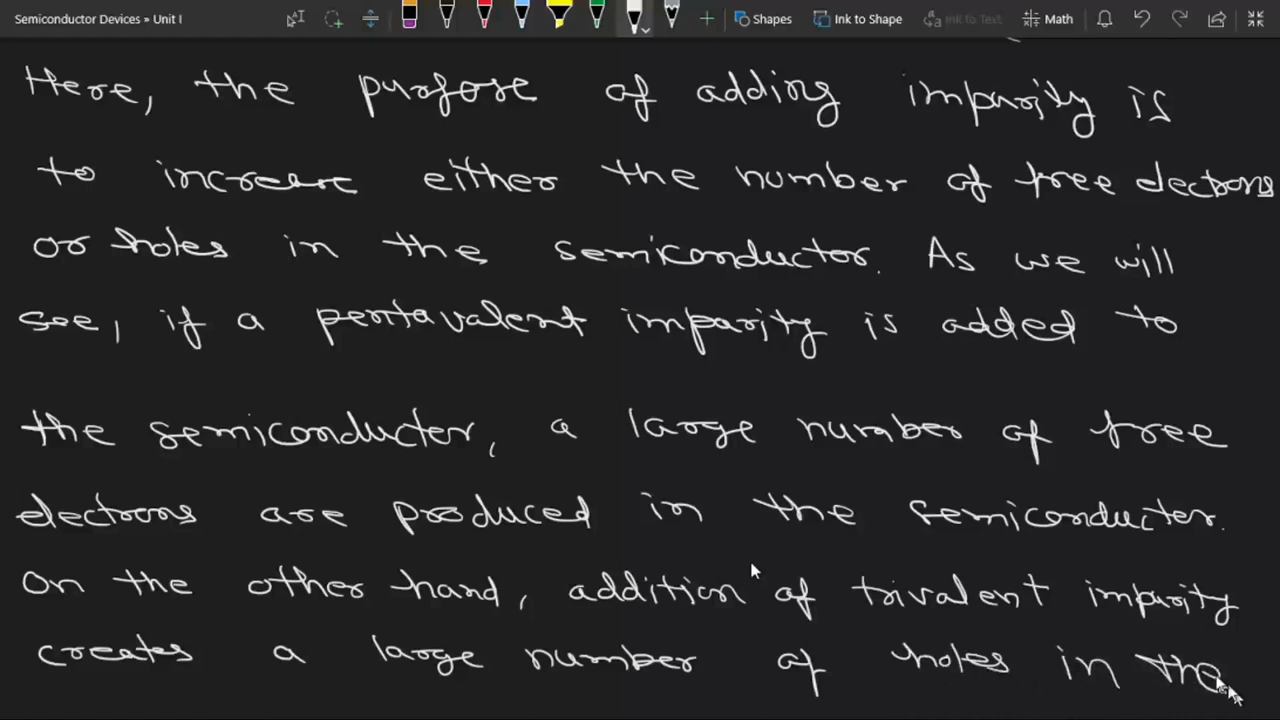 Semiconductor Devices » Unit I
Shapes
Ink to Shape
Ink to Text
Math
Here, the purpose of adding impurity is
to increase either the number of free electrons
or holes in the semiconductor. As we will
see, if a pentavalent impurity is added to
the semiconductor, a large number of free
electrons are produced in the semiconductor.
On the other hand, addition of trivalent impurity
creates a large number of holes in the